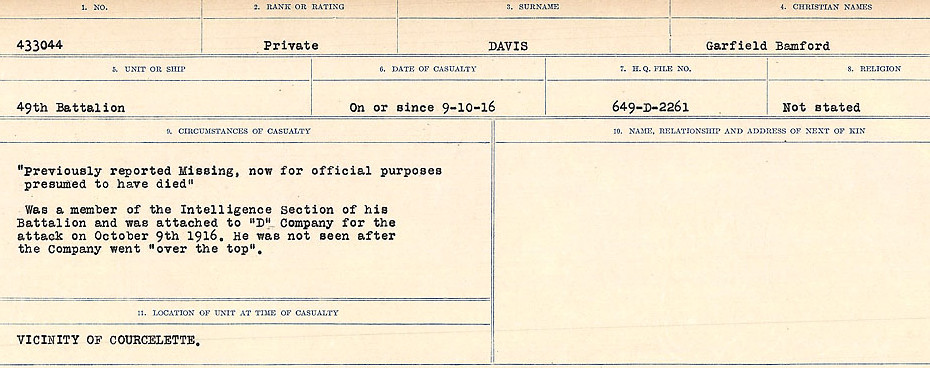 1. NO.
2. RANK OR RATING
3. SURNAME
4. CHRISTIAN NAMES
433044
Private
DAVIS
Garfield Bamford
5. UNIT OR SHIP
6. DATE OF CASUALTY
7. H.Q. FILE NO.
8. RELIGION
49th Battalion
On or since 9-10-16
649-D-2261
Not stated
9. CIRCUMSTANCES OF CASUALTY
"Previously reported Missing, now for official purposes
presumed to have died"
Was a member of the Intelligence Section of his
Battalion and was attached to "D" Company for the
attack on October 9th 1916. He was not seen after
the Company went "over the top".
10. NAME, RELATIONSHIP AND ADDRESS OF NEXT OF KIN
11. LOCATION OF UNIT AT TIME OF CASUALTY
VICINITY OF COURCELETTE.